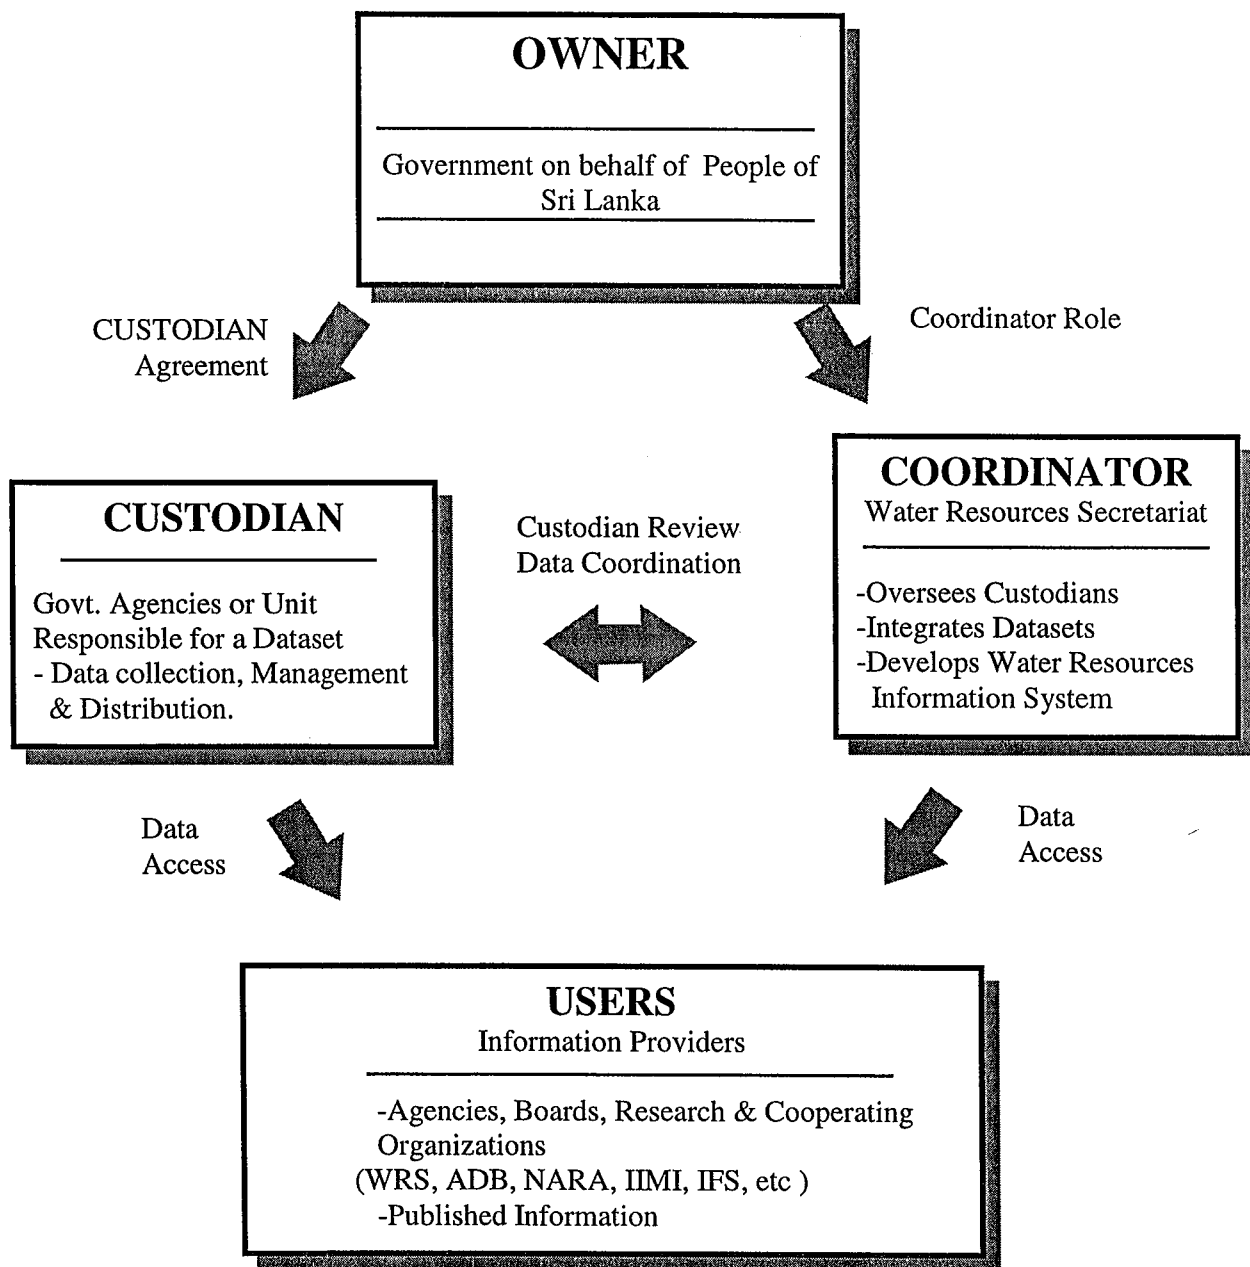 OWNER
Government on behalf of People of
Sri Lanka
CUSTODIAN
Agreement
Coordinator Role
CUSTODIAN
Govt. Agencies or Unit
Responsible for a Dataset
- Data collection, Management
& Distribution.
Custodian Review
Data Coordination
COORDINATOR
Water Resources Secretariat
-Oversees Custodians
-Integrates Datasets
-Develops Water Resources
Information System
Data
Access
Data
Access
USERS
Information Providers
-Agencies, Boards, Research & Cooperating
Organizations
(WRS, ADB, NARA, IIMI, IFS, etc )
-Published Information